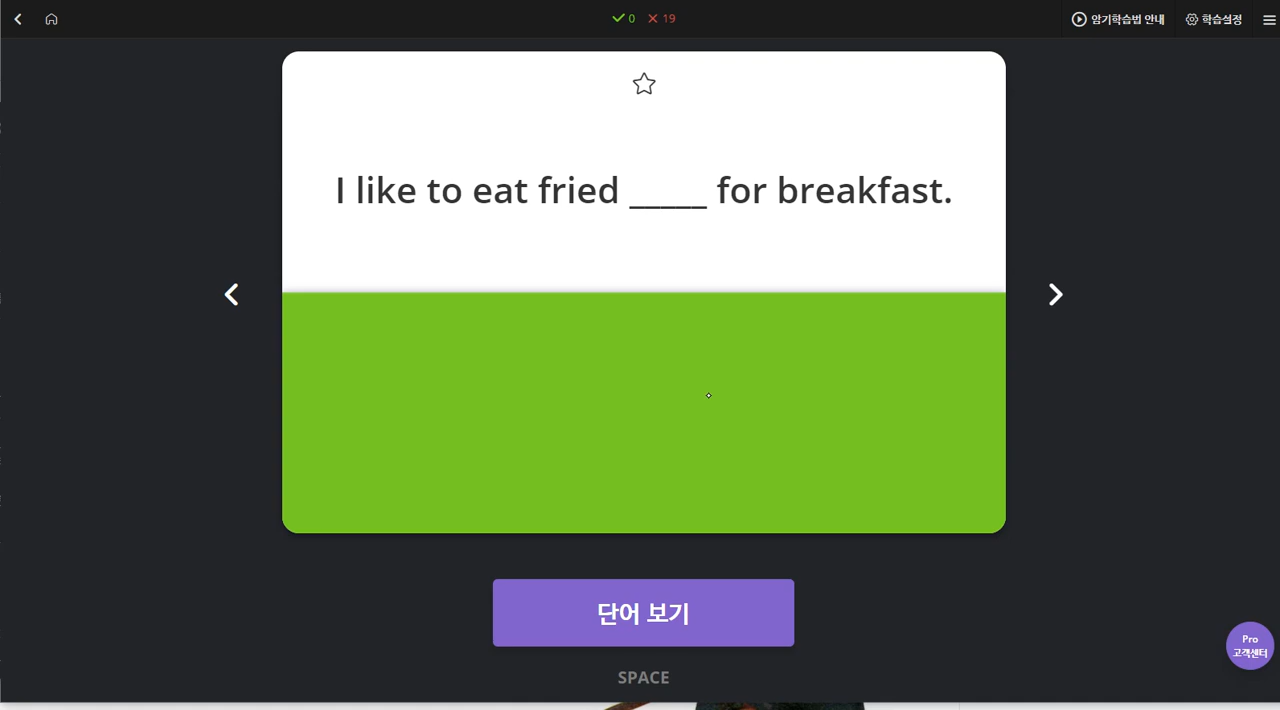 0 19 암기학습법 안내 학습설정
I like to eat fried _____ for breakfast.
단어 보기
SPACE
Pro
고객센터